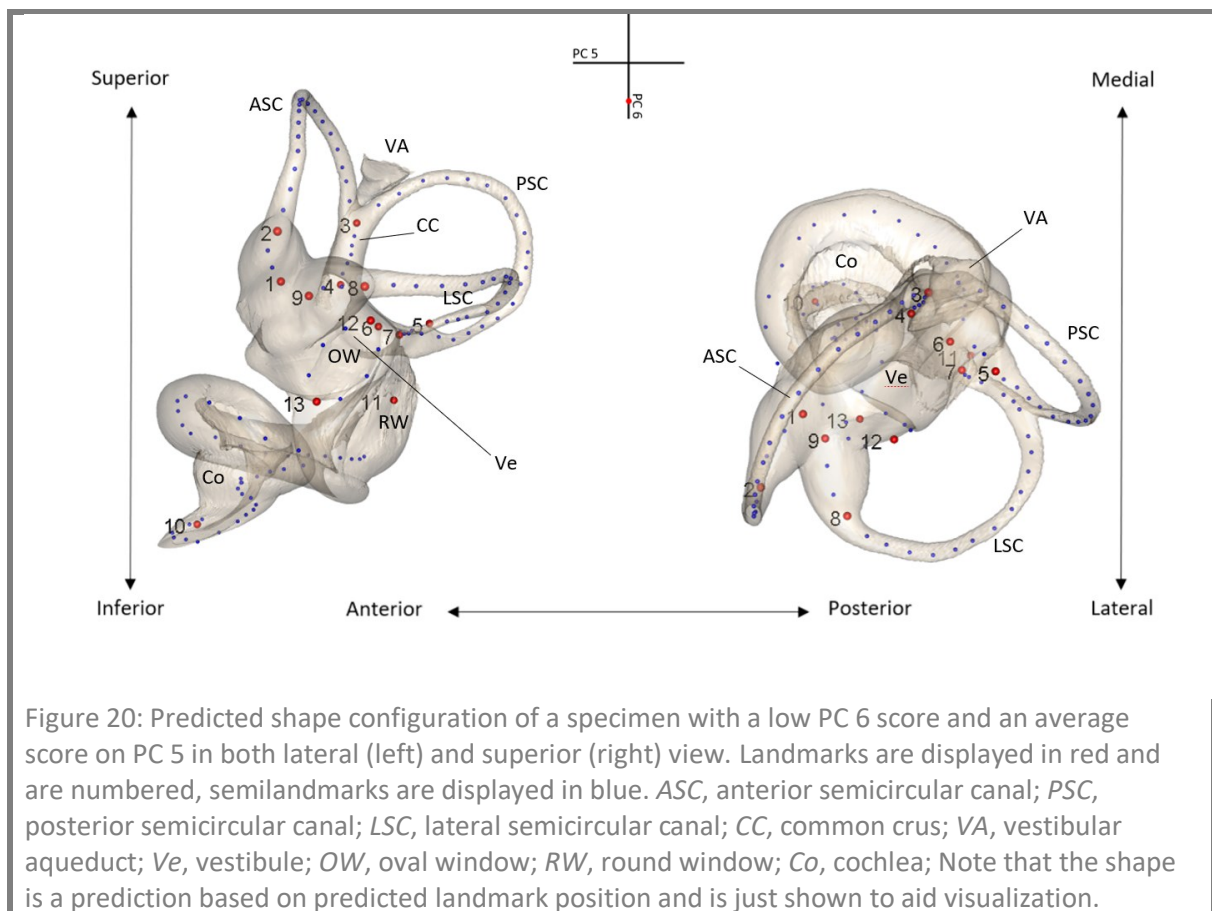 PC 5
PC 6
Superior
Medial
ASC
VA
PSC
CC
2
3
1
9
4
8
LSC
12
6
7
5
OW
13
11
RW
Ve
Co
10
VA
Co
10
3
4
PSC
ASC
6
11
7
5
Ve
1
13
9
12
2
8
LSC
Inferior
Anterior
Posterior
Lateral
Figure 20: Predicted shape configuration of a specimen with a low PC 6 score and an average
score on PC 5 in both lateral (left) and superior (right) view. Landmarks are displayed in red and
are numbered, semilandmarks are displayed in blue. ASC, anterior semicircular canal; PSC,
posterior semicircular canal; LSC, lateral semicircular canal; CC, common crus; VA, vestibular
aqueduct; Ve, vestibule; OW, oval window; RW, round window; Co, cochlea; Note that the shape
is a prediction based on predicted landmark position and is just shown to aid visualization.